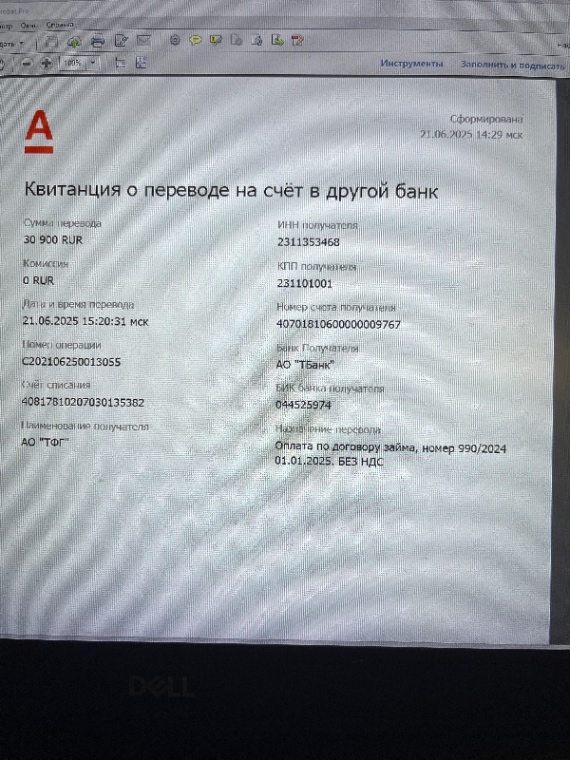 Окна Справка
100%
Инструменты Заполнить и подписать
А
Сформирована
21.06.2025 14:29 мск
Квитанция о переводе на счёт в другой банк
Сумма перевода
30 900 RUR
Комиссия
0 RUR
Дата и время перевода
21.06.2025 15:20:31 мск
Номер операции
C202106250013055
Счёт списания
40817810207030135382
Наименование получателя
АО "ТФГ"
ИНН получателя
2311353468
КПП получателя
231101001
Номер счета получателя
40701810600000009767
Банк Получателя
АО "ТБанк"
БИК банка получателя
044525974
Назначение перевода
Оплата по договору займа, номер 990/2024
01.01.2025. БЕЗ НДС
DELL